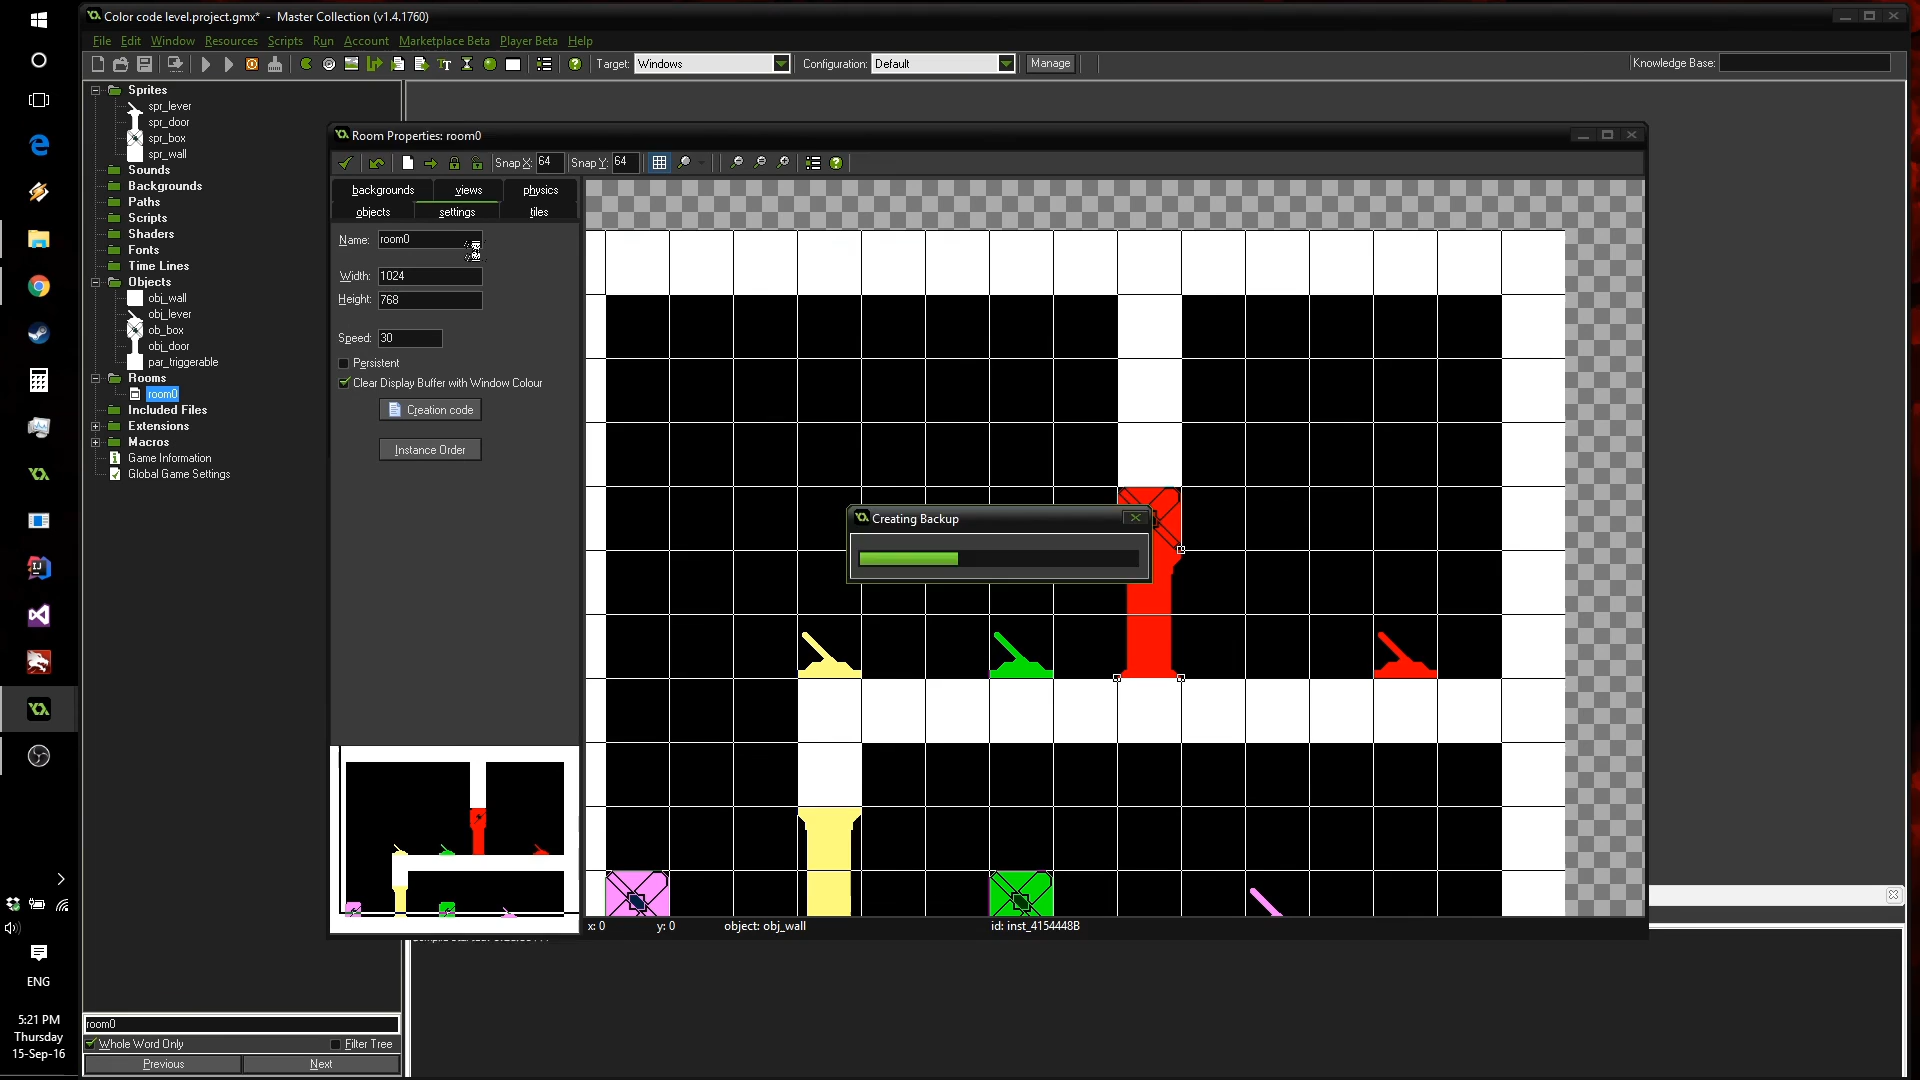 Color code level.project.gmx* - Master Collection (v1.4.1760)
File Edit Window Resources Scripts Run Account Marketplace Beta Player Beta Help
Target: Windows Configuration: Default Manage Knowledge Base:
Sprites
spr_lever
spr_door
spr_box
spr_wall
Sounds
Backgrounds
Paths
Scripts
Shaders
Fonts
Time Lines
Objects
obj_wall
obj_lever
ob_box
obj_door
par_triggerable
Rooms
room0
Included Files
Extensions
Macros
Game Information
Global Game Settings
Room Properties: room0
Snap X: 64 Snap Y: 64
backgrounds views physics
objects settings tiles
Name: room0
Width: 1024
Height: 768
Speed: 30
Persistent
Clear Display Buffer with Window Colour
Creation code
Instance Order
Creating Backup
x: 0 y: 0 object: obj_wall id: inst_4154448B
room0
Whole Word Only Filter Tree
Previous Next
ENG
5:21 PM
Thursday
15-Sep-16